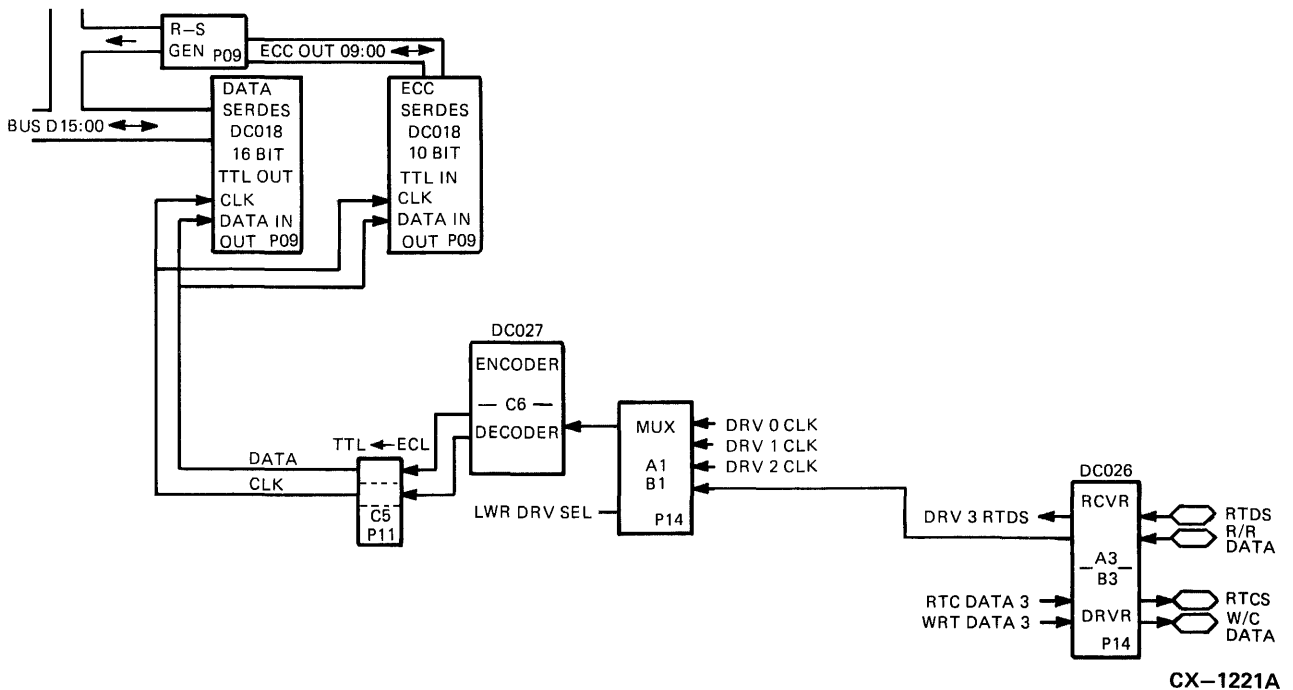 R–S
GEN P09
ECC OUT 09:00
BUS D15:00
DATA
SERDES
DC018
16 BIT
TTL OUT
CLK
DATA IN
OUT P09
ECC
SERDES
DC018
10 BIT
TTL IN
CLK
DATA IN
OUT P09
DC027
ENCODER
— C6 —
DECODER
TTL ECL
DATA
CLK
C5
P11
MUX
A1
B1
P14
DRV 0 CLK
DRV 1 CLK
DRV 2 CLK
LWR DRV SEL
DC026
RCVR
A3
B3
DRVR
P14
DRV 3 RTDS
RTC DATA 3
WRT DATA 3
RTDS
R/R
DATA
RTCS
W/C
DATA
CX–1221A